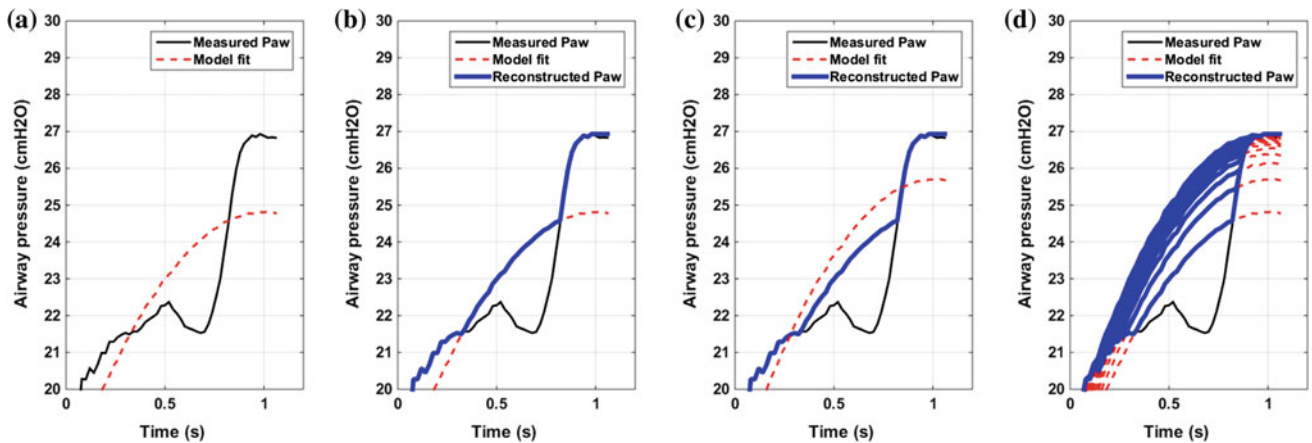 (a)
30
29
28
27
26
25
24
23
22
21
20
0
0.5
1
Airway pressure (cmH2O)
Time (s)
Measured Paw
Model fit
(b)
30
29
28
27
26
25
24
23
22
21
20
0
0.5
1
Airway pressure (cmH2O)
Time (s)
Measured Paw
Model fit
Reconstructed Paw
(c)
30
29
28
27
26
25
24
23
22
21
20
0
0.5
1
Airway pressure (cmH2O)
Time (s)
Measured Paw
Model fit
Reconstructed Paw
(d)
30
29
28
27
26
25
24
23
22
21
20
0
0.5
1
Airway pressure (cmH2O)
Time (s)
Measured Paw
Model fit
Reconstructed Paw